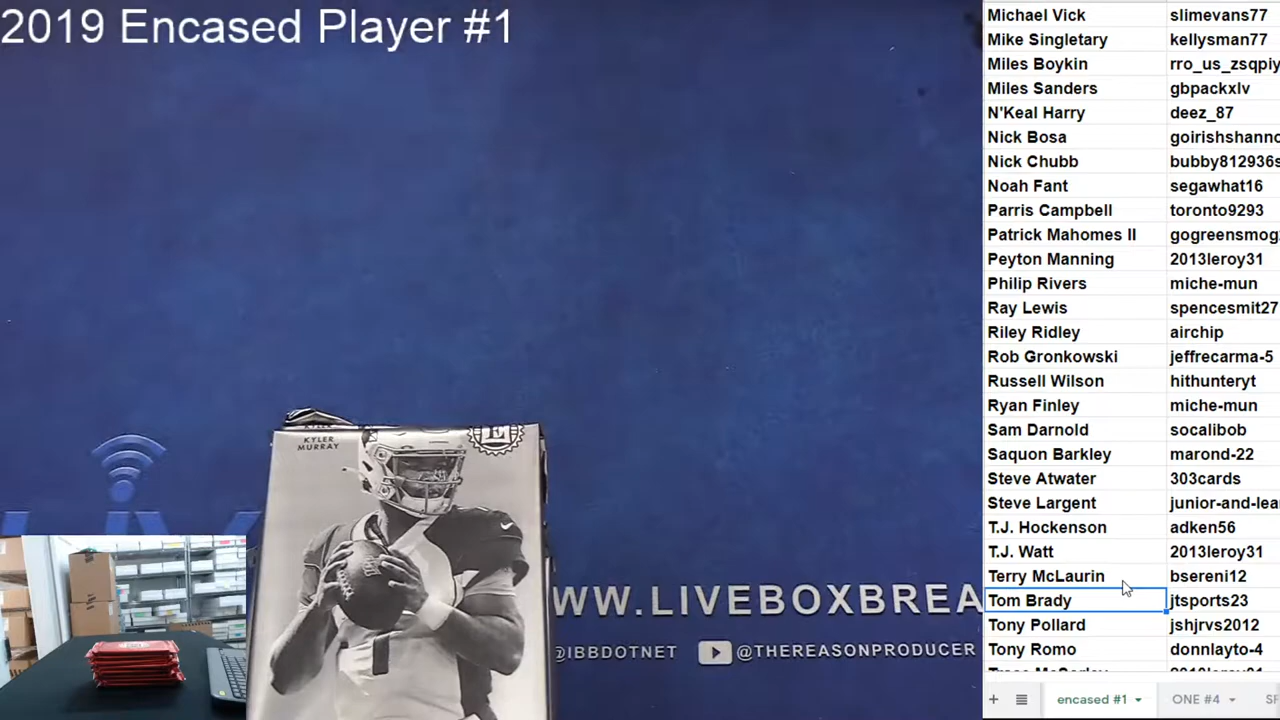 2019 Encased Player #1
Michael Vick slimevans77
Mike Singletary kellysman77
Miles Boykin rro_us_zsqpiy
Miles Sanders gbpackxlv
N'Keal Harry deez_87
Nick Bosa goirishshanno
Nick Chubb bubby812936s
Noah Fant segawhat16
Parris Campbell toronto9293
Patrick Mahomes II gogreensmog
Peyton Manning 2013leroy31
Philip Rivers miche-mun
Ray Lewis spencesmit27
Riley Ridley airchip
Rob Gronkowski jeffrecarma-5
Russell Wilson hithunteryt
Ryan Finley miche-mun
Sam Darnold socalibob
Saquon Barkley marond-22
Steve Atwater 303cards
Steve Largent junior-and-lea
T.J. Hockenson adken56
T.J. Watt 2013leroy31
Terry McLaurin bsereni12
Tom Brady jtsports23
Tony Pollard jshjrvs2012
Tony Romo donnlayto-4
KYLER
MURRAY
E
WWW.LIVEBOXBREA
@IBBDOTNET @THEREASONPRODUCER
+ encased #1 ONE #4 SF